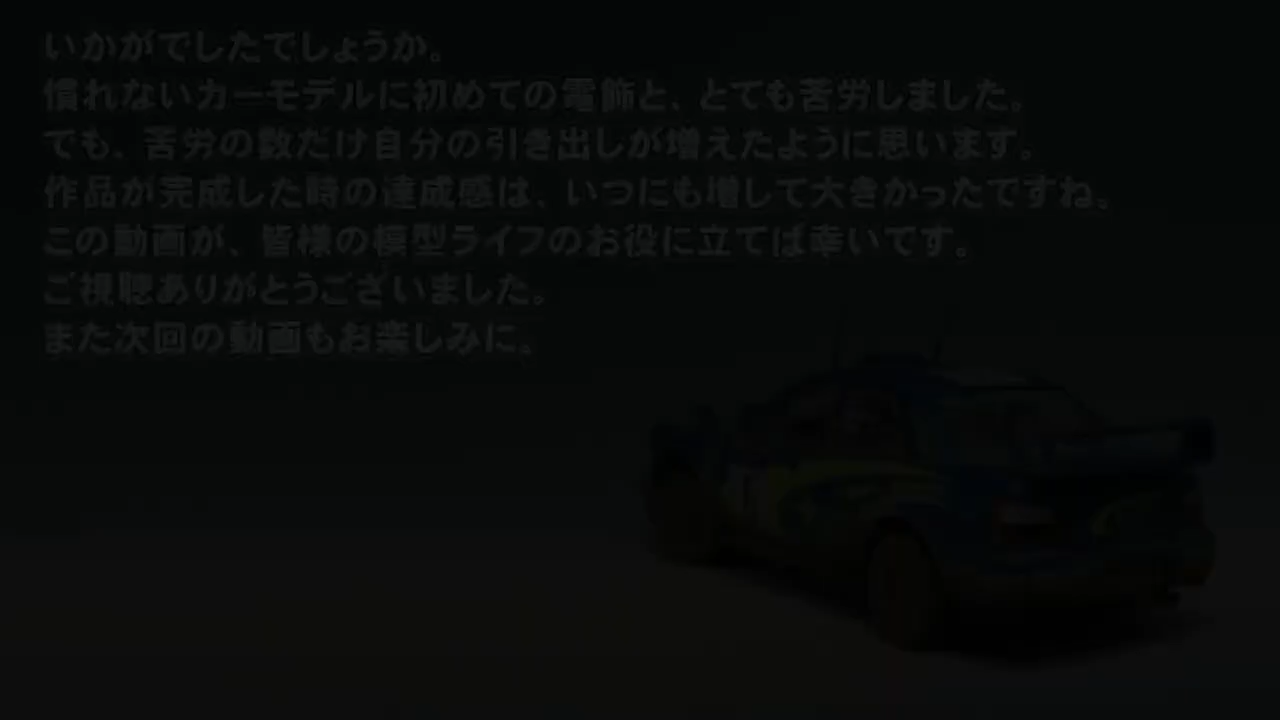 いかがでしたでしょうか。
慣れないカーモデルに初めての電飾と、とても苦労しました。
でも、苦労の数だけ自分の引き出しが増えたように思います。
作品が完成した時の達成感は、いつにも増して大きかったですね。
この動画が、皆様の模型ライフのお役に立てば幸いです。
ご視聴ありがとうございました。
また次回の動画もお楽しみに。